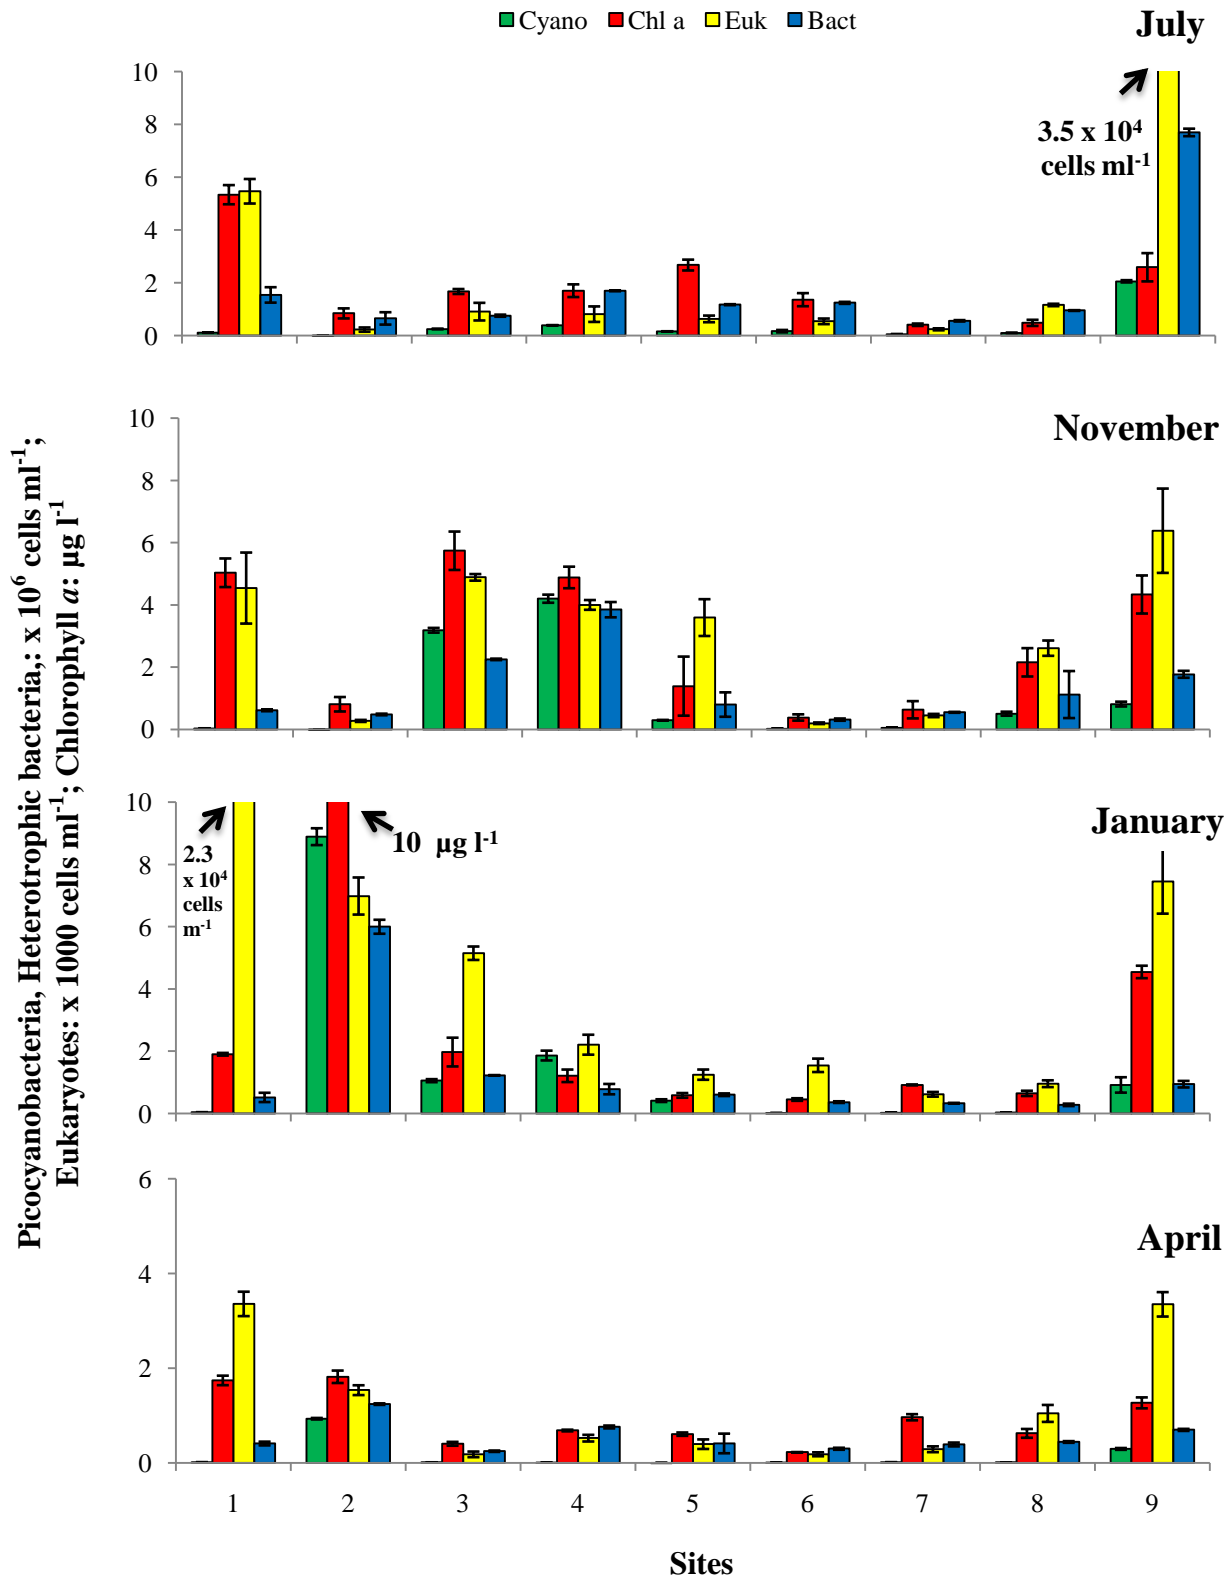 Cyano Chl a Euk Bact
July
10
8
6
4
2
0
3.5 x 10⁴
cells ml⁻¹
November
10
8
6
4
2
0
January
10
8
6
4
2
0
2.3
x 10⁴
cells
m⁻¹
10 µg l⁻¹
April
6
4
2
0
1 2 3 4 5 6 7 8 9
Sites
Picocyanobacteria, Heterotrophic bacteria,: x 10⁶ cells ml⁻¹;
Eukaryotes: x 1000 cells ml⁻¹; Chlorophyll a: µg l⁻¹